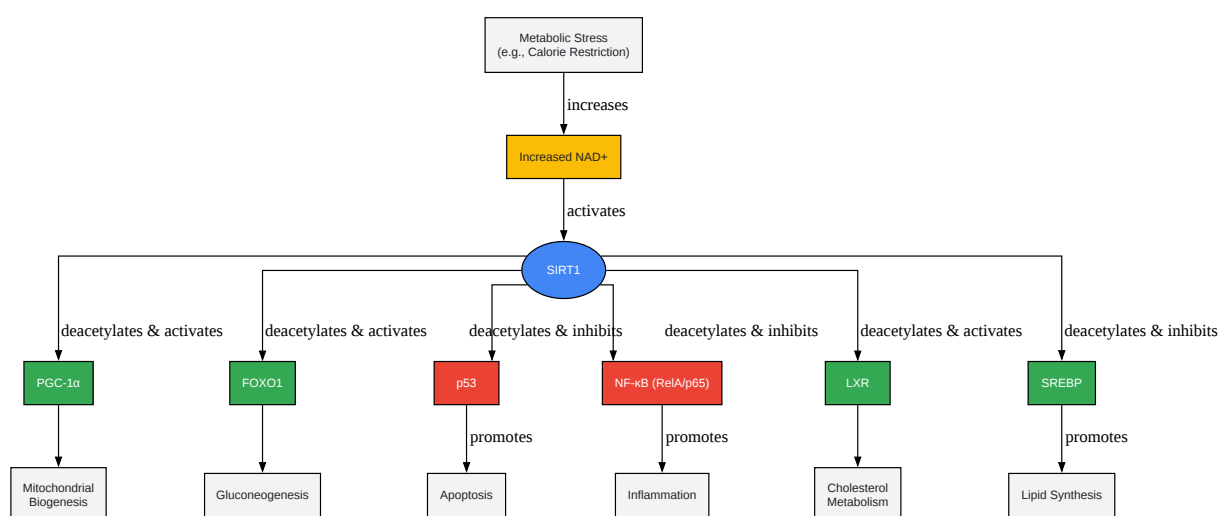 Metabolic Stress
(e.g., Calorie Restriction)
increases
Increased NAD+
activates
SIRT1
deacetylates & activates
deacetylates & activates
deacetylates & inhibits
deacetylates & inhibits
deacetylates & activates
deacetylates & inhibits
PGC-1α
FOXO1
p53
NF-κB (RelA/p65)
LXR
SREBP
promotes
promotes
promotes
Mitochondrial
Biogenesis
Gluconeogenesis
Apoptosis
Inflammation
Cholesterol
Metabolism
Lipid Synthesis